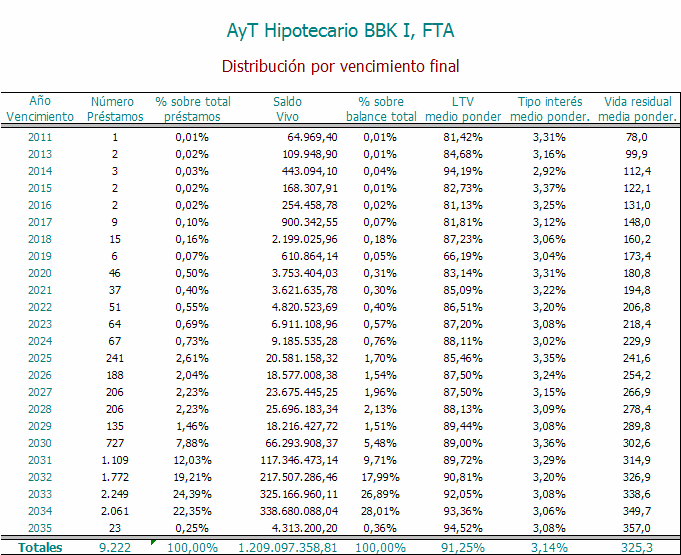 AyT Hipotecario BBK I, FTA
Distribución por vencimiento final
Año Número % sobre total Saldo % sobre LTV Tipo interés Vida residual
Vencimiento Préstamos préstamos Vivo balance total medio ponder medio ponder. media ponder.
2011 1 0,01% 64.969,40 0,01% 81,42% 3,31% 78,0
2013 2 0,02% 109.948,90 0,01% 84,68% 3,16% 99,9
2014 3 0,03% 443.094,10 0,04% 94,19% 2,92% 112,4
2015 2 0,02% 168.307,91 0,01% 82,73% 3,37% 122,1
2016 2 0,02% 254.458,78 0,02% 81,13% 3,25% 131,0
2017 9 0,10% 900.342,55 0,07% 81,81% 3,12% 148,0
2018 15 0,16% 2.199.025,96 0,18% 87,23% 3,06% 160,2
2019 6 0,07% 610.864,14 0,05% 66,19% 3,04% 173,4
2020 46 0,50% 3.753.404,03 0,31% 83,14% 3,31% 180,8
2021 37 0,40% 3.621.635,78 0,30% 85,09% 3,22% 194,8
2022 51 0,55% 4.820.523,69 0,40% 86,51% 3,20% 206,8
2023 64 0,69% 6.911.108,96 0,57% 87,20% 3,08% 218,4
2024 67 0,73% 9.185.535,28 0,76% 88,11% 3,02% 229,9
2025 241 2,61% 20.581.158,32 1,70% 85,46% 3,35% 241,6
2026 188 2,04% 18.577.008,38 1,54% 87,50% 3,24% 254,2
2027 206 2,23% 23.675.445,25 1,96% 87,50% 3,15% 266,9
2028 206 2,23% 25.696.183,34 2,13% 88,13% 3,09% 278,4
2029 135 1,46% 18.216.427,72 1,51% 89,44% 3,08% 289,8
2030 727 7,88% 66.293.908,37 5,48% 89,00% 3,36% 302,6
2031 1.109 12,03% 117.346.473,14 9,71% 89,72% 3,29% 314,9
2032 1.772 19,21% 217.507.286,46 17,99% 90,81% 3,20% 326,9
2033 2.249 24,39% 325.166.960,11 26,89% 92,05% 3,08% 338,6
2034 2.061 22,35% 338.680.088,04 28,01% 93,36% 3,06% 349,7
2035 23 0,25% 4.313.200,20 0,36% 94,52% 3,08% 357,0
Totales 9.222 100,00% 1.209.097.358,81 100,00% 91,25% 3,14% 325,3